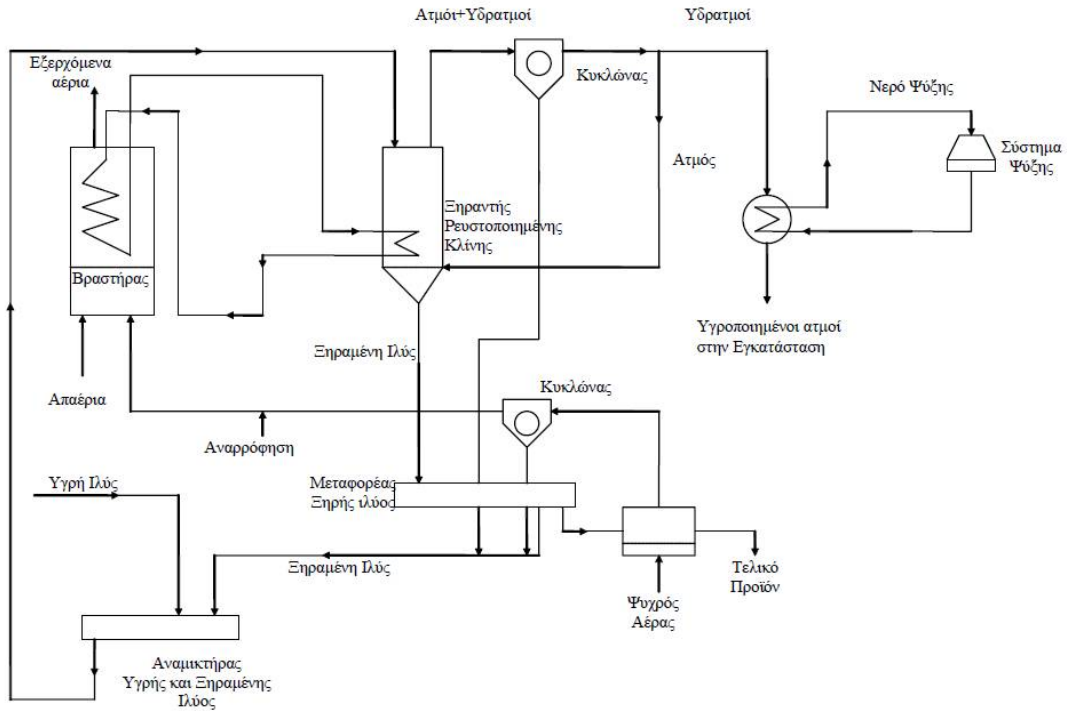 Ατμόι+Υδρατμοί
Υδρατμοί
Εξερχόμενα
αέρια
Κυκλώνας
Νερό Ψύξης
Σύστημα
Ψύξης
Ατμός
Ξηραντής
Ρευστοποιημένης
Κλίνης
Βραστήρας
Υγροποιημένοι ατμοί
στην Εγκατάσταση
Ξηραμένη Ιλύς
Κυκλώνας
Απαέρια
Αναρρόφηση
Υγρή Ιλύς
Μεταφορέας
Ξηρής ιλύος
Ξηραμένη Ιλύς
Τελικό
Προϊόν
Ψυχρός
Αέρας
Αναμικτήρας
Υγρής και Ξηραμένης
Ιλύος